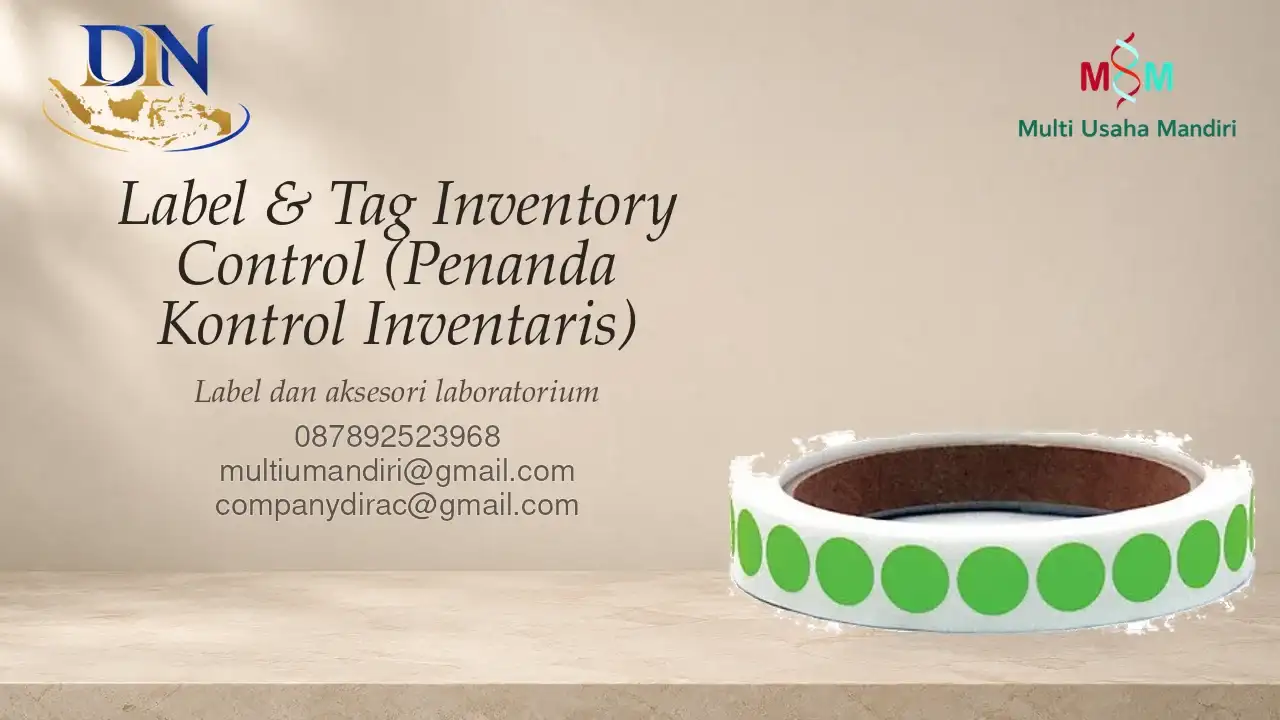 DN
MSM
Multi Usaha Mandiri
Label & Tag Inventory
Control (Penanda
Kontrol Inventaris)
Label dan aksesori laboratorium
087892523968
multiumandiri@gmail.com
companydirac@gmail.com